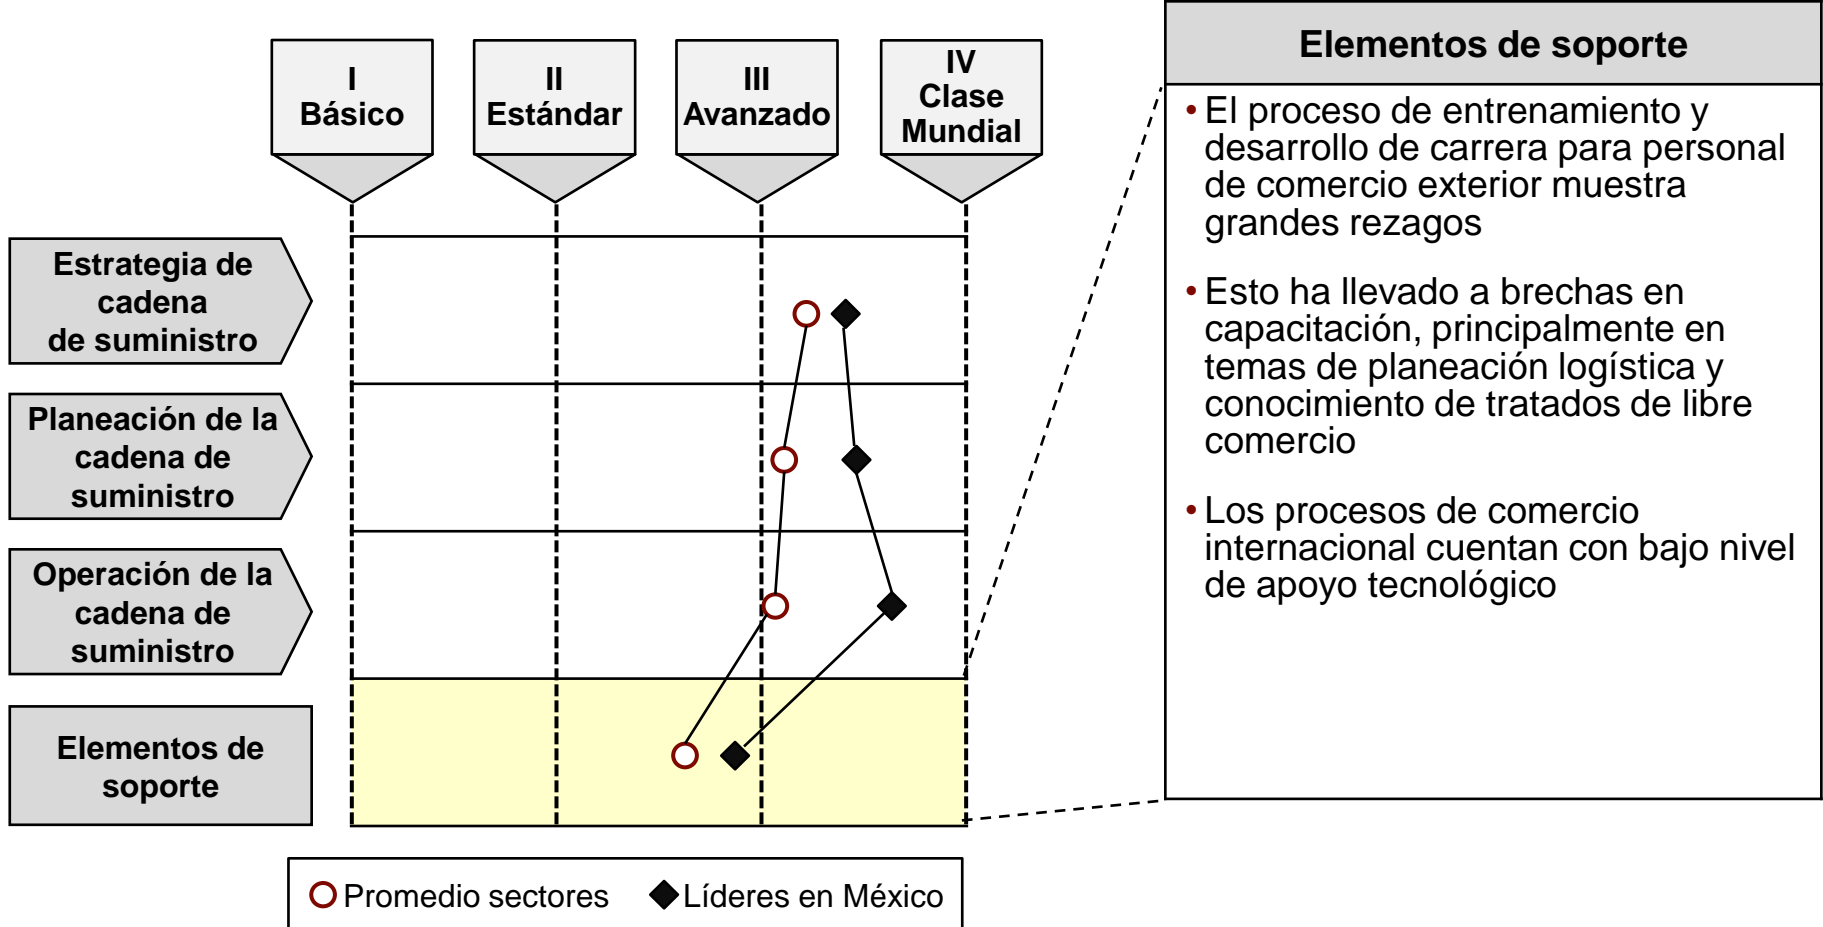 I
Básico
II
Estándar
III
Avanzado
IV
Clase
Mundial
Estrategia de
cadena
de suministro
Planeación de la
cadena de
suministro
Operación de la
cadena de
suministro
Elementos de
soporte
Promedio sectores
Líderes en México
Elementos de soporte
• El proceso de entrenamiento y
desarrollo de carrera para personal
de comercio exterior muestra
grandes rezagos
• Esto ha llevado a brechas en
capacitación, principalmente en
temas de planeación logística y
conocimiento de tratados de libre
comercio
• Los procesos de comercio
internacional cuentan con bajo nivel
de apoyo tecnológico